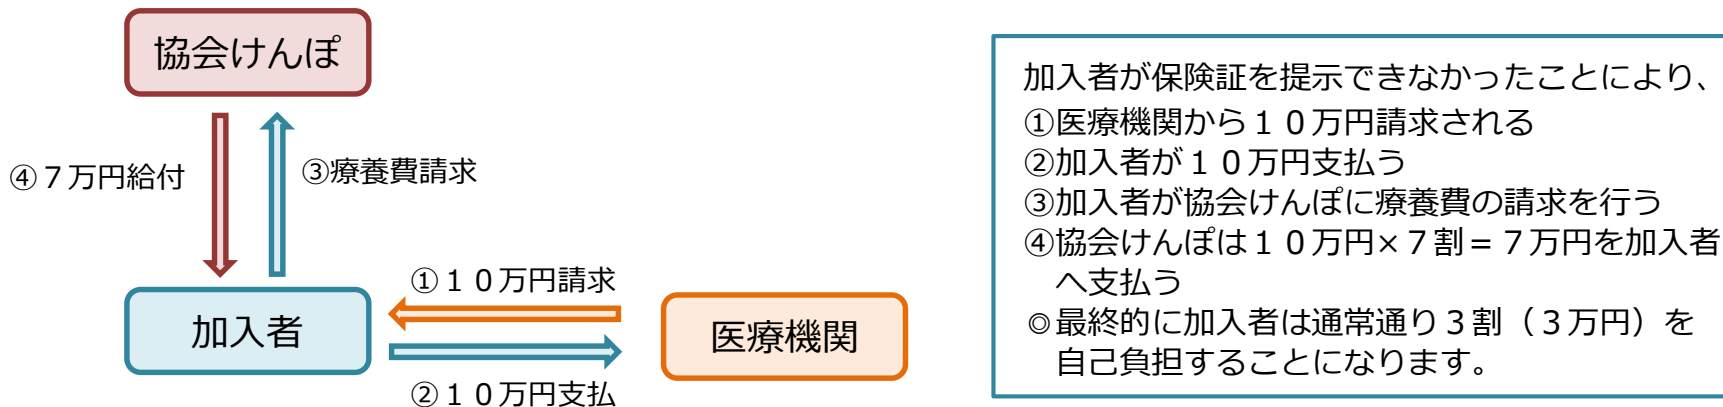 協会けんぽ
④７万円給付
③療養費請求
①１０万円請求
加入者
医療機関
②１０万円支払
加入者が保険証を提示できなかったことにより、
①医療機関から１０万円請求される
②加入者が１０万円支払う
③加入者が協会けんぽに療養費の請求を行う
④協会けんぽは１０万円×７割＝７万円を加入者
へ支払う
◎最終的に加入者は通常通り３割（３万円）を
自己負担することになります。